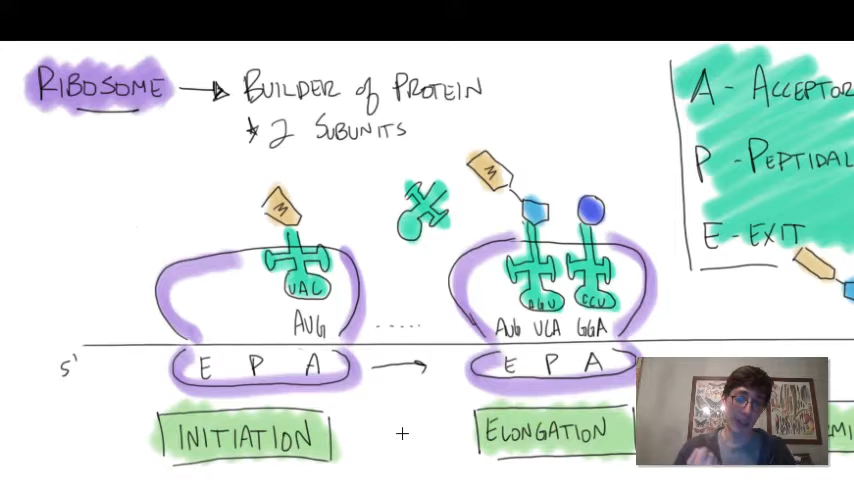 RIBOSOME → BUILDER of PROTEIN
* 2 SUBUNITS
A - ACCEPTOR
P - PEPTIDAL
E - EXIT
M
M
UAC
AGU CCU
AUG
AUG UCA GGA
.....
5'
E P A →
E P A
INITIATION
ELONGATION